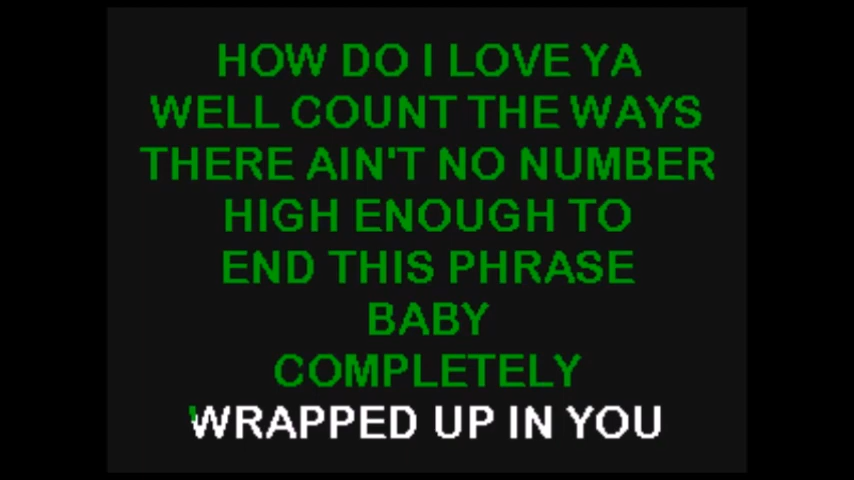 HOW DO I LOVE YA
WELL COUNT THE WAYS
THERE AIN'T NO NUMBER
HIGH ENOUGH TO
END THIS PHRASE
BABY
COMPLETELY
WRAPPED UP IN YOU